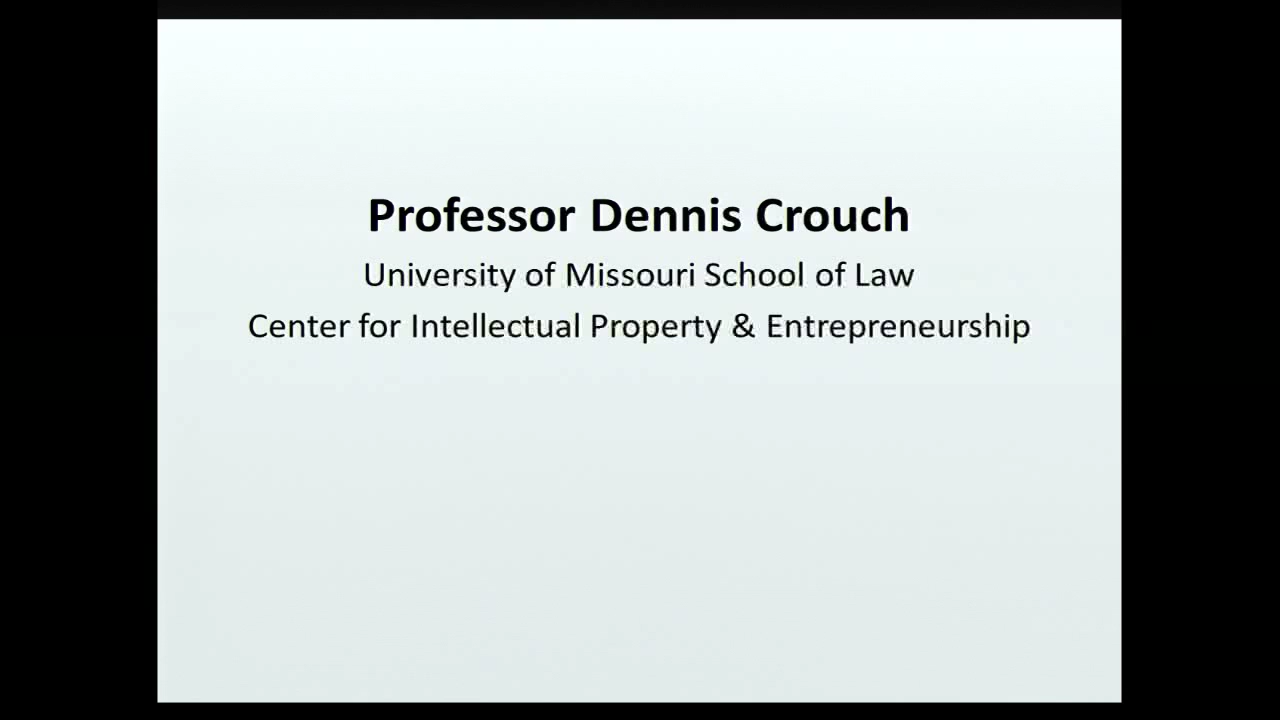 Professor Dennis Crouch
University of Missouri School of Law
Center for Intellectual Property & Entrepreneurship